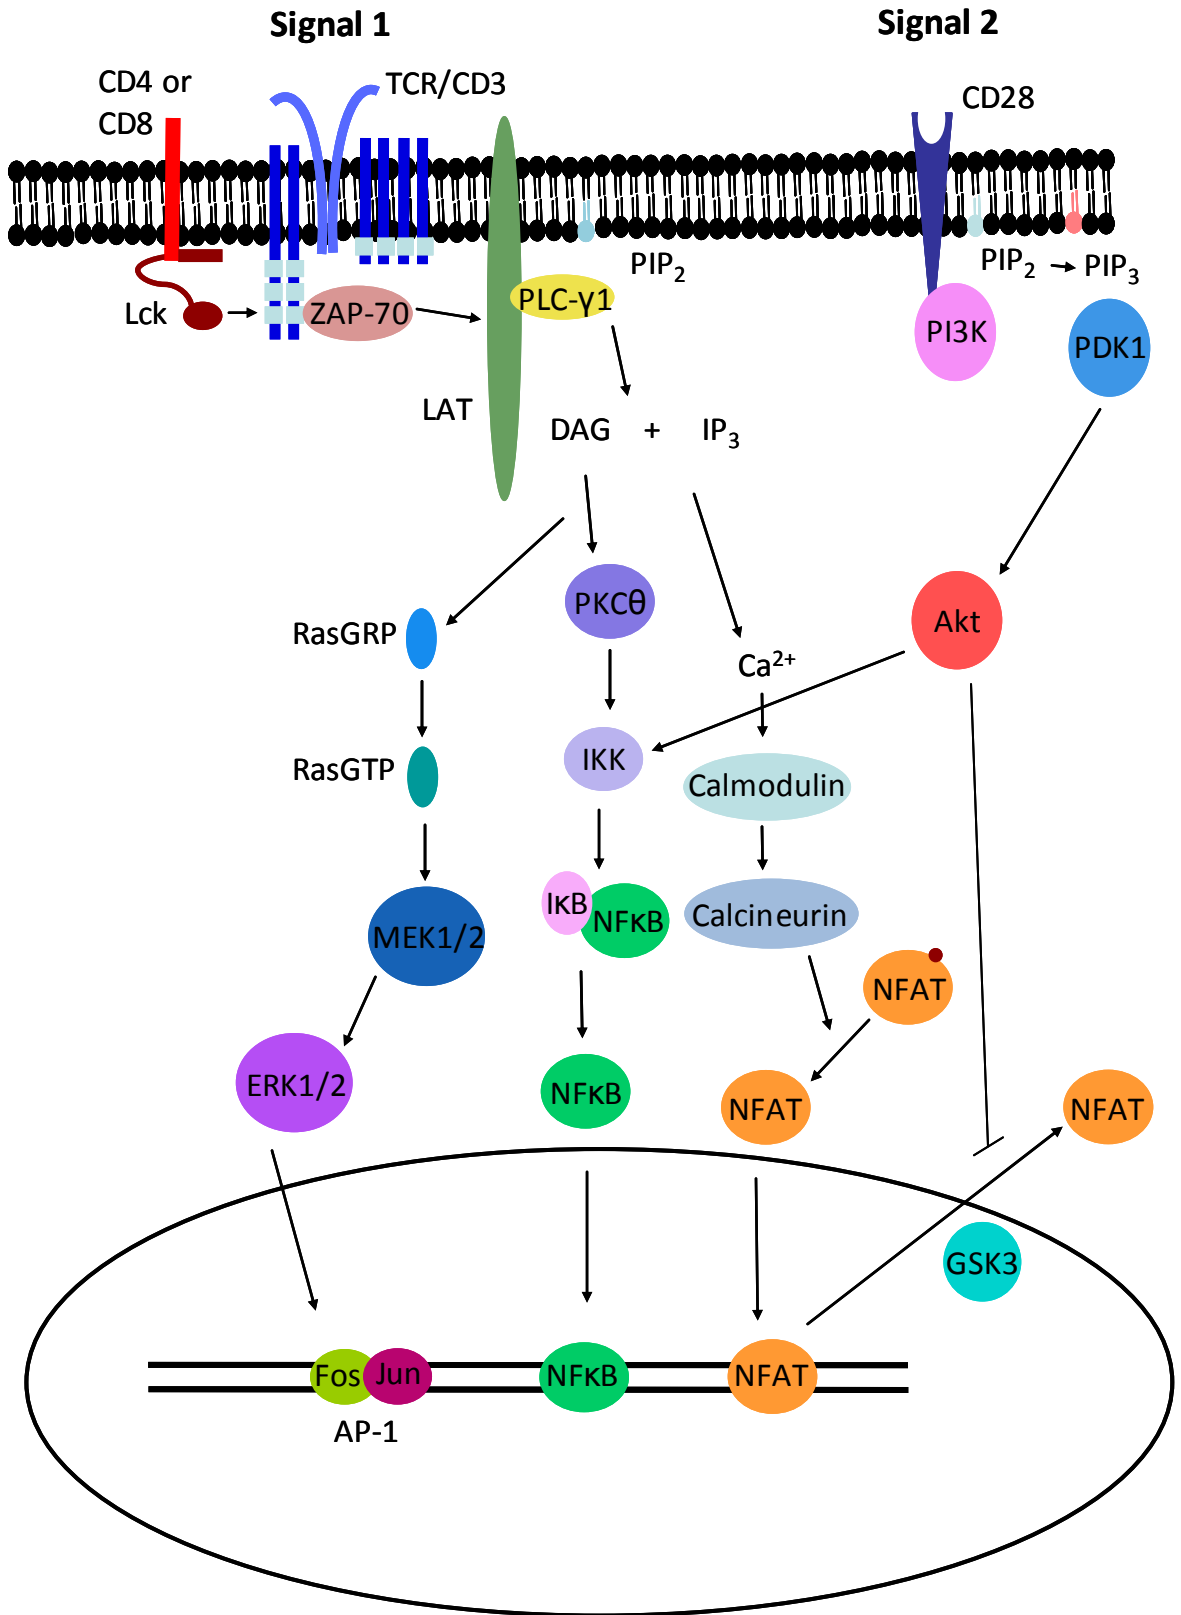 Signal 1
Signal 2
CD4 or
CD8
TCR/CD3
CD28
PIP₂
PIP₂
PIP₃
Lck
ZAP-70
PLC-γ1
PI3K
PDK1
LAT
DAG + IP₃
PKCθ
RasGRP
Akt
Ca²⁺
IKK
RasGTP
Calmodulin
IκB
NFκB
Calcineurin
MEK1/2
NFAT
ERK1/2
NFκB
NFAT
NFAT
GSK3
Fos
Jun
NFκB
NFAT
AP-1